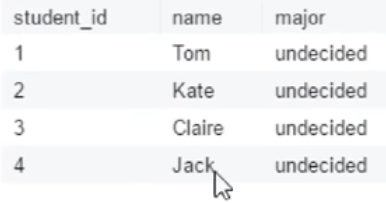 student_id name major
1 Tom undecided
2 Kate undecided
3 Claire undecided
4 Jack undecided